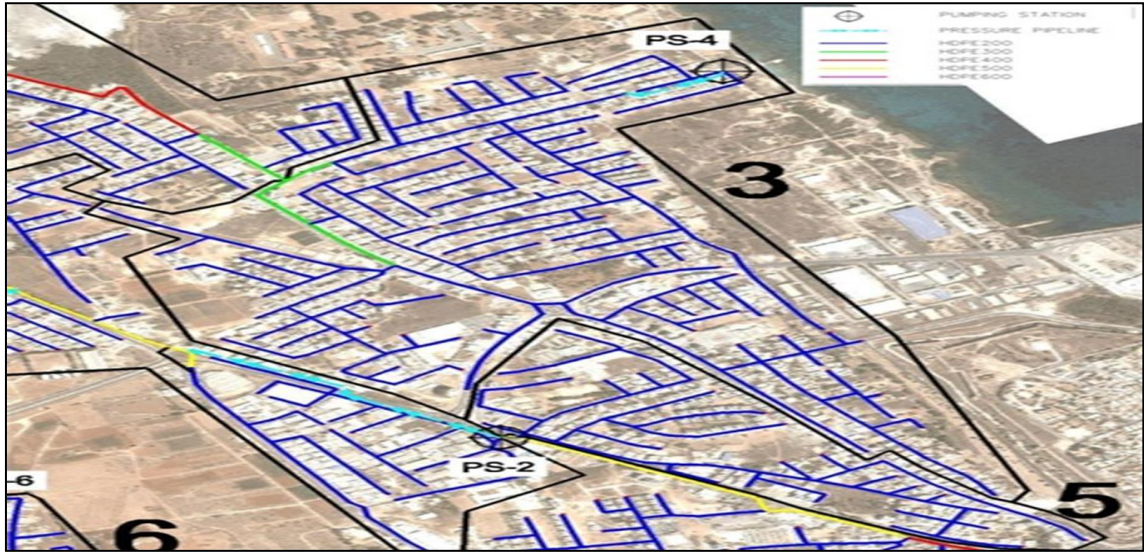 PUMPING STATION
PS-4
PRESSURE PIPELINE
HDPE200
HDPE300
HDPE400
HDPE500
HDPE600
3
PS-2
-6
5
6